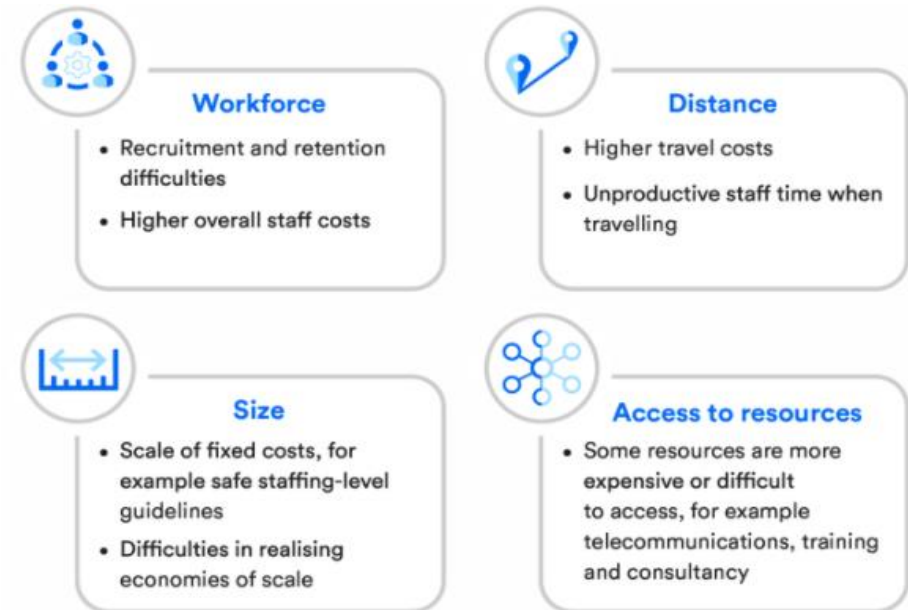 Workforce
• Recruitment and retention
difficulties
• Higher overall staff costs
Distance
• Higher travel costs
• Unproductive staff time when
travelling
Size
• Scale of fixed costs, for
example safe staffing-level
guidelines
• Difficulties in realising
economies of scale
Access to resources
• Some resources are more
expensive or difficult
to access, for example
telecommunications, training
and consultancy